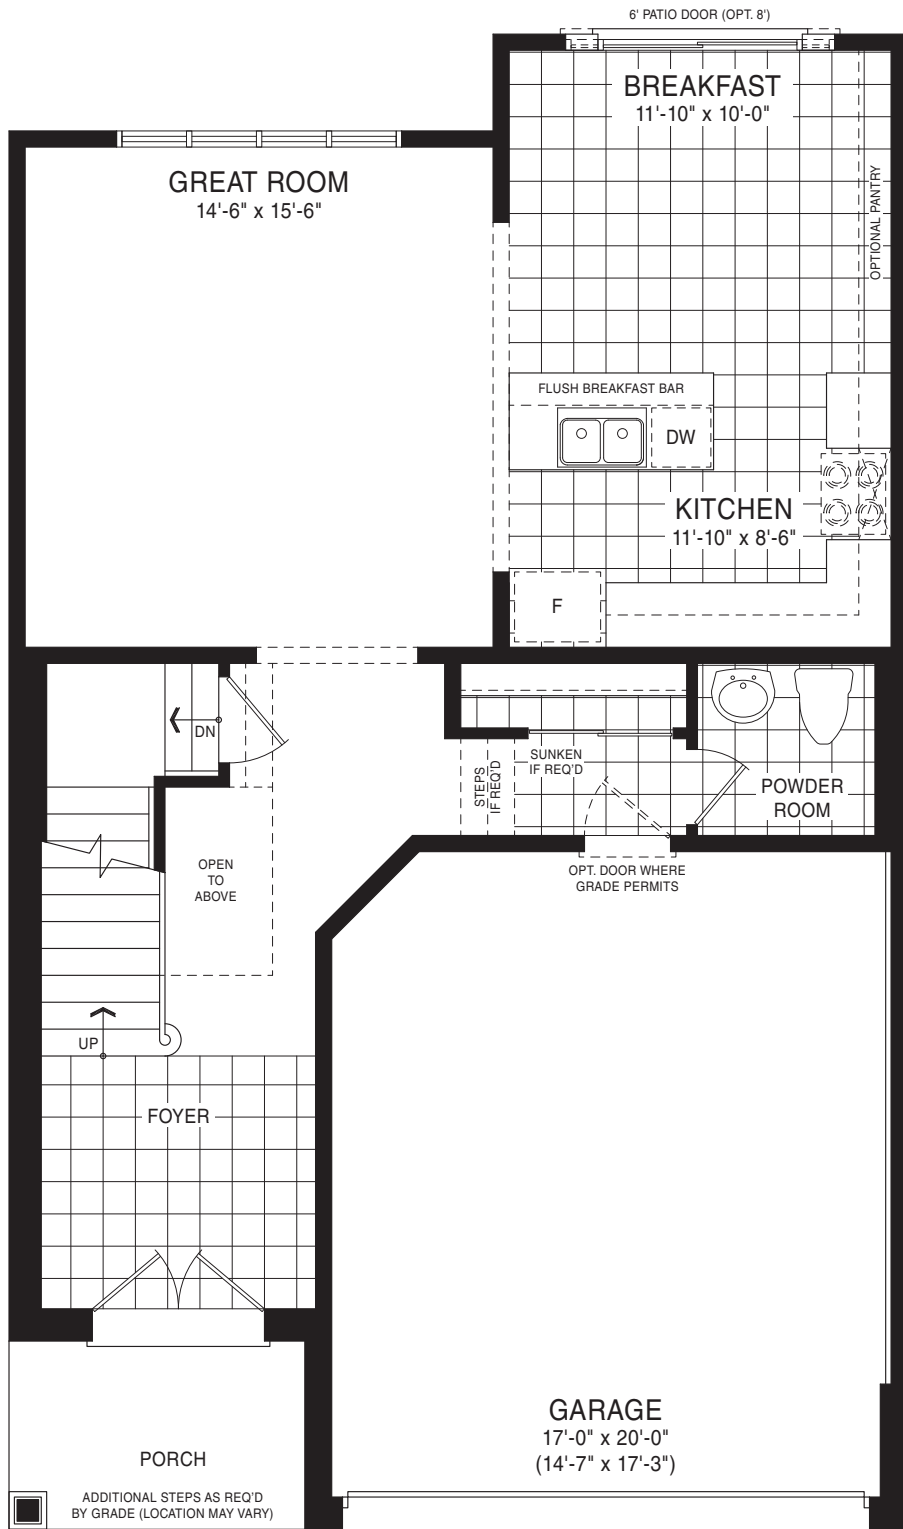 6' PATIO DOOR (OPT. 8')
BREAKFAST
11'-10" x 10'-0"
GREAT ROOM
14'-6" x 15'-6"
OPTIONAL PANTRY
FLUSH BREAKFAST BAR
DW
KITCHEN
11'-10" x 8'-6"
F
DN
STEPS
IF REQ'D
SUNKEN
IF REQ'D
POWDER
ROOM
OPEN
TO
ABOVE
OPT. DOOR WHERE
GRADE PERMITS
UP
FOYER
GARAGE
17'-0" x 20'-0"
(14'-7" x 17'-3")
PORCH
ADDITIONAL STEPS AS REQ'D
BY GRADE (LOCATION MAY VARY)